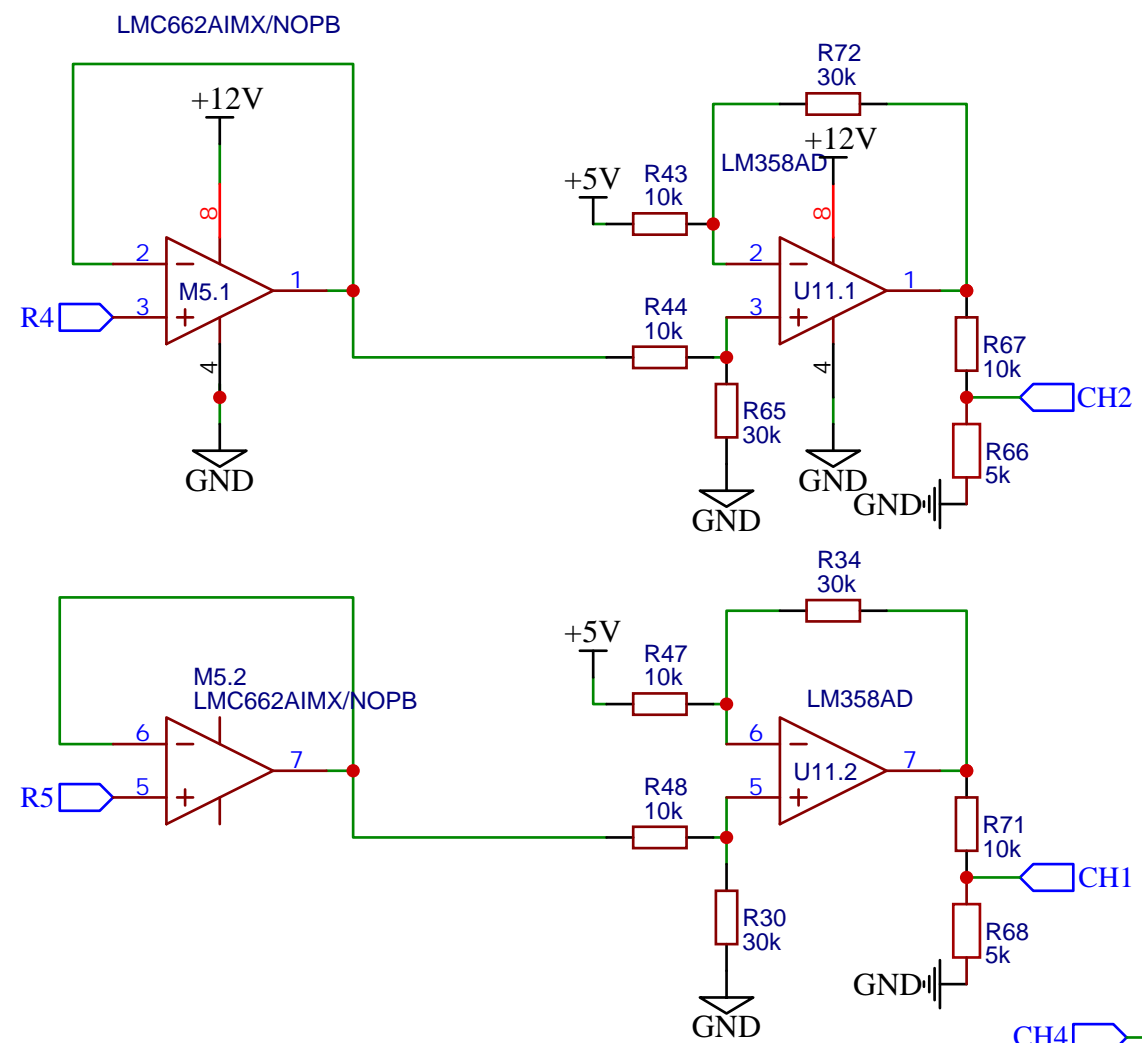 LMC662AIMX/NOPB
R72
30k
+12V
+12V
LM358AD
R43
10k
+5V
8
8
2
1
M5.1
3
R4
4
2
1
U11.1
3
4
R44
10k
R67
10k
CH2
R65
30k
R66
5k
GND
GND
GND
GND
R34
30k
+5V
R47
10k
M5.2
LMC662AIMX/NOPB
LM358AD
6
7
5
R5
6
7
U11.2
5
R48
10k
R71
10k
CH1
R30
30k
R68
5k
GND
GND
CH4